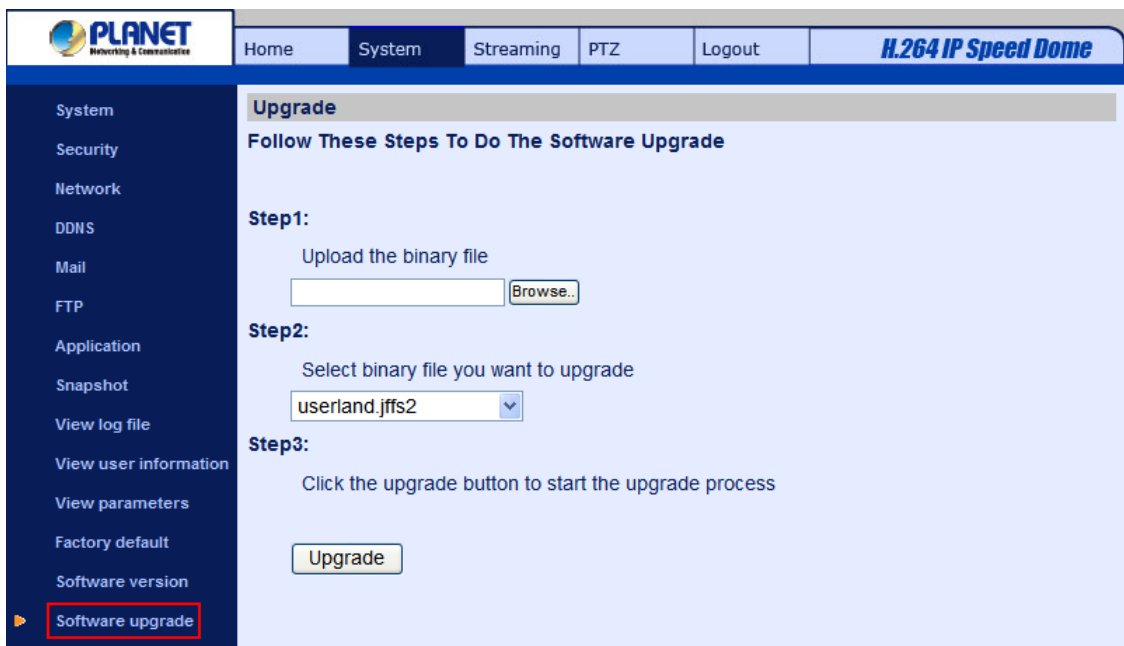 PLANET
Networking & Communication
Home System Streaming PTZ Logout H.264 IP Speed Dome
System
Security
Network
DDNS
Mail
FTP
Application
Snapshot
View log file
View user information
View parameters
Factory default
Software version
Software upgrade
Upgrade
Follow These Steps To Do The Software Upgrade
Step1:
Upload the binary file
Browse..
Step2:
Select binary file you want to upgrade
userland.jffs2
Step3:
Click the upgrade button to start the upgrade process
Upgrade